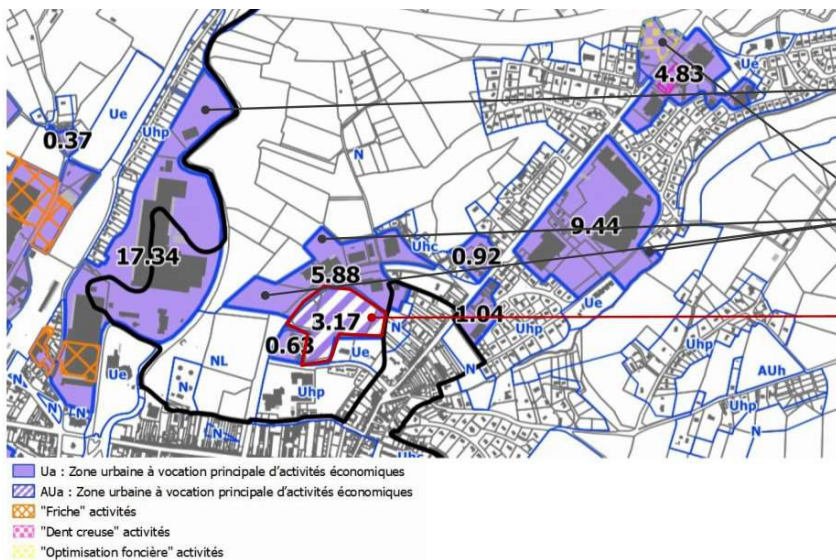 Ue
4.83
Ue
Uhp
0.37
N
9.44
17.34
Uhc
0.92
5.88
3.17
1.04
N
Ue
0.63
Ue
Uhp
NL
Uhp
N
Ue
N
Uhp
N
AUh
N
N
N
Uhp
N
N
Uhc
Ua : Zone urbaine à vocation principale d'activités économiques
AUa : Zone urbaine à vocation principale d'activités économiques
"Friche" activités
"Dent creuse" activités
"Optimisation foncière" activités